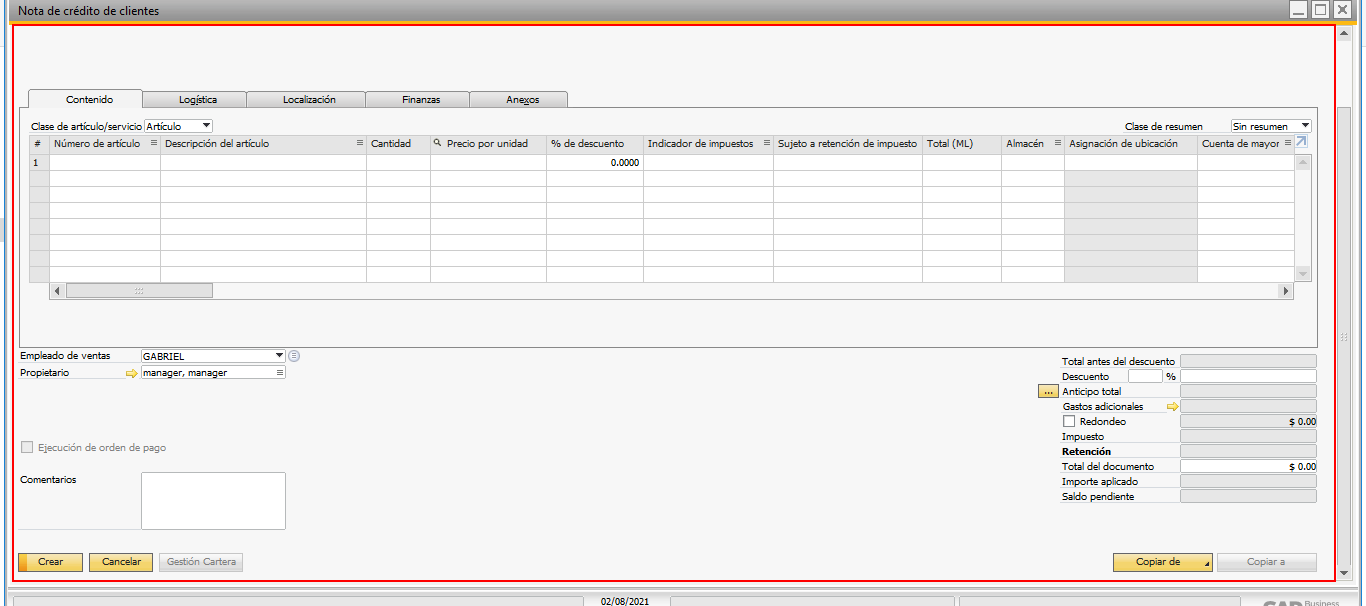 Nota de crédito de clientes
Contenido Logística Localización Finanzas Anexos
Clase de artículo/servicio Artículo Clase de resumen Sin resumen
# Número de artículo Descripción del artículo Cantidad Precio por unidad % de descuento Indicador de impuestos Sujeto a retención de impuesto Total (ML) Almacén Asignación de ubicación Cuenta de mayor
1 0.0000
Empleado de ventas GABRIEL
Propietario manager, manager
Total antes del descuento
Descuento %
... Anticipo total
Gastos adicionales
Redondeo $ 0.00
Impuesto
Ejecución de orden de pago
Retención
Total del documento $ 0.00
Comentarios
Importe aplicado
Saldo pendiente
Crear Cancelar Gestión Cartera Copiar de Copiar a
02/08/2021
SAP Business